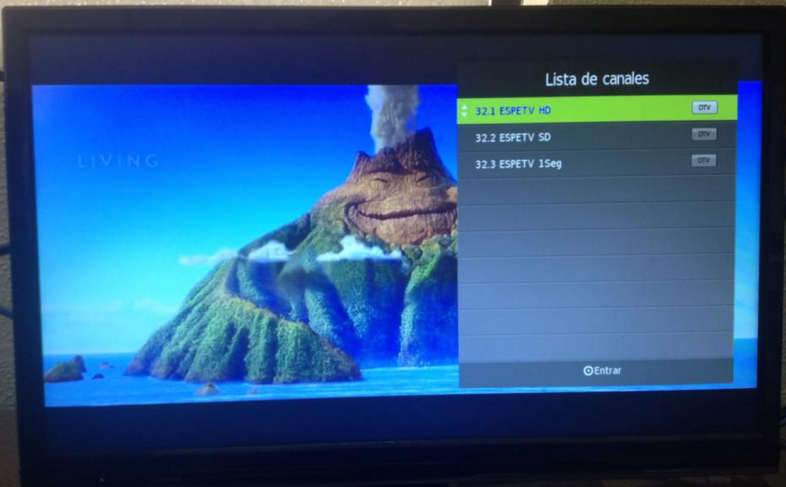 Lista de canales
32.1 ESPETV HD DTV
32.2 ESPETV SD DTV
32.3 ESPETV 1Seg DTV
LIVING
Entrar